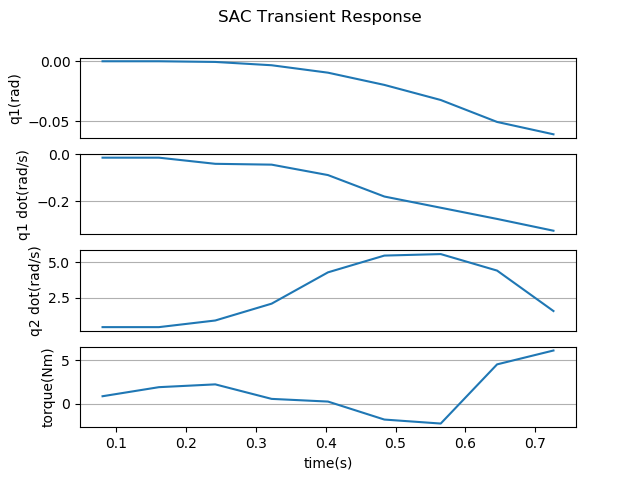 SAC Transient Response
q1(rad)
0.00
−0.05
q1 dot(rad/s)
0.0
−0.2
q2 dot(rad/s)
5.0
2.5
torque(Nm)
5
0
0.1 0.2 0.3 0.4 0.5 0.6 0.7
time(s)